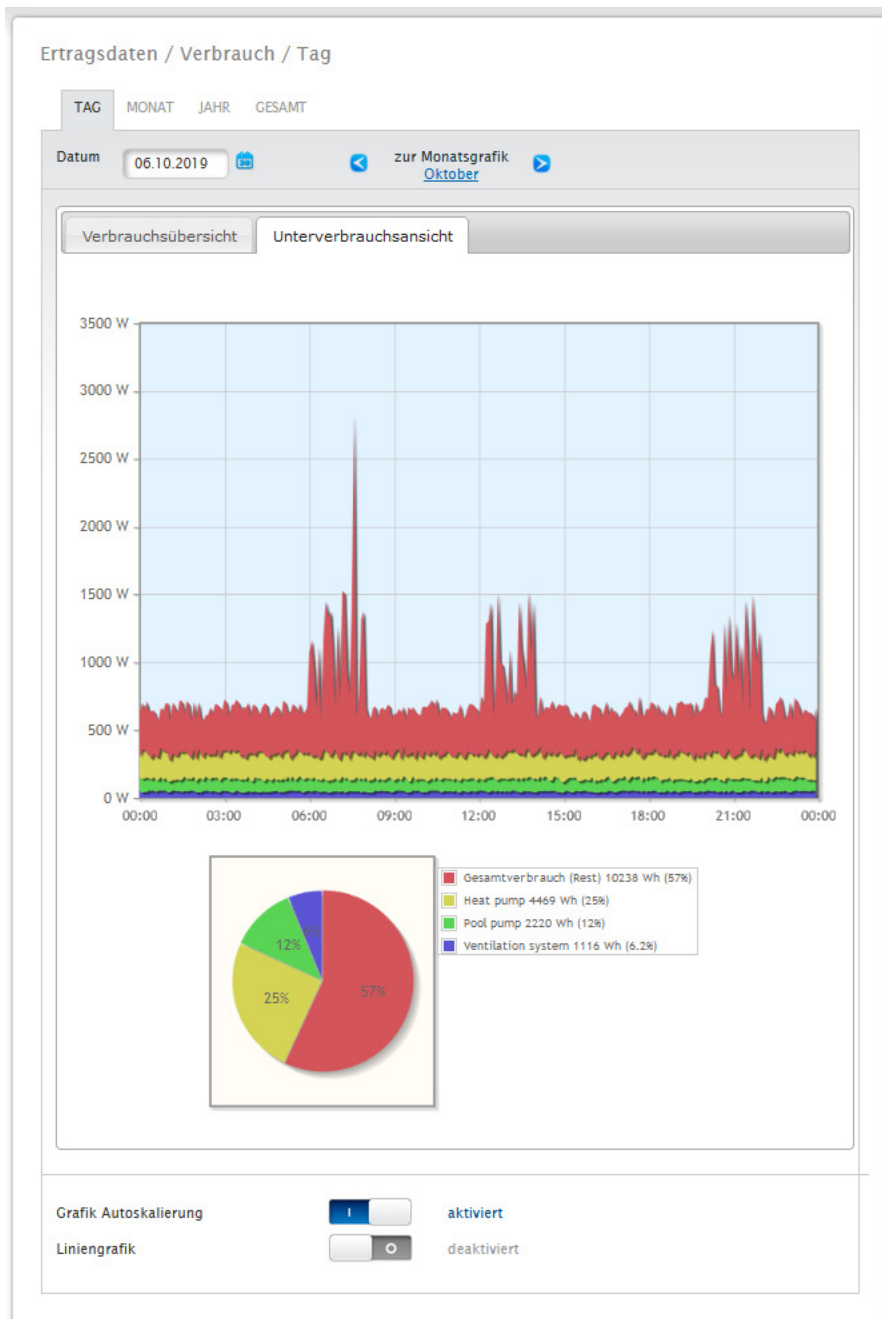 Ertragsdaten / Verbrauch / Tag
TAG MONAT JAHR GESAMT
Datum 06.10.2019 zur Monatsgrafik
Oktober
Verbrauchsübersicht Unterverbrauchsansicht
3500 W
3000 W
2500 W
2000 W
1500 W
1000 W
500 W
0 W
00:00 03:00 06:00 09:00 12:00 15:00 18:00 21:00 00:00
Gesamtverbrauch (Rest) 10238 Wh (57%)
Heat pump 4469 Wh (25%)
Pool pump 2220 Wh (12%)
Ventilation system 1116 Wh (6.2%)
12%
57%
25%
Grafik Autoskalierung I aktiviert
Liniengrafik O deaktiviert